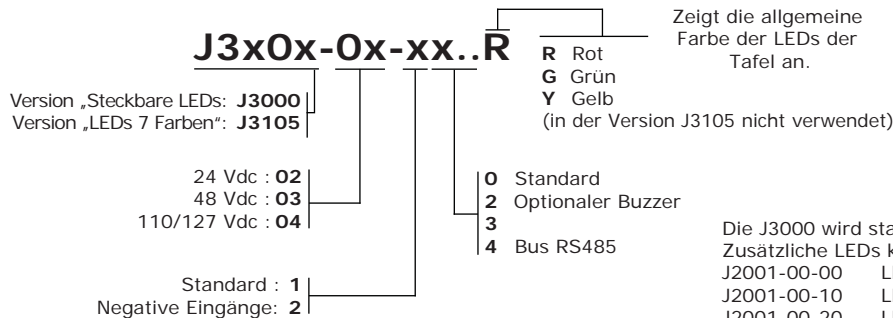 Zeigt die allgemeine
Farbe der LEDs der
Tafel an.
J3x0x-0x-xx..R
R Rot
G Grün
Y Gelb
(in der Version J3105 nicht verwendet)
Version „Steckbare LEDs: J3000
Version „LEDs 7 Farben“: J3105
24 Vdc : 02
48 Vdc : 03
110/127 Vdc : 04
0 Standard
2 Optionaler Buzzer
3
4 Bus RS485
Standard : 1
Negative Eingänge: 2
Die J3000 wird sta
Zusätzliche LEDs k
J2001-00-00 L
J2001-00-10 L
J2001-00-20 L